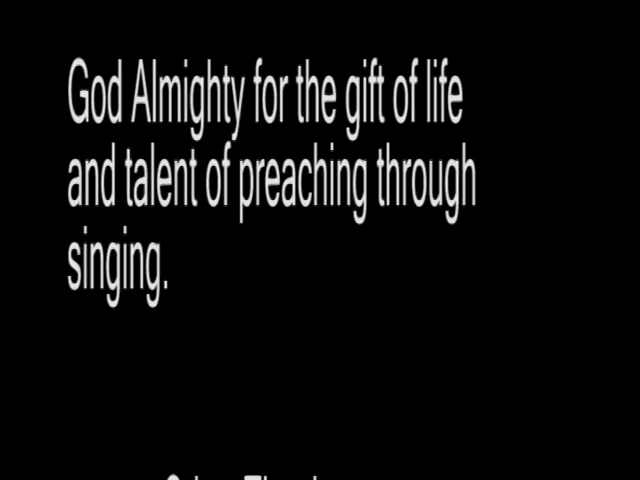 God Almighty for the gift of life
and talent of preaching through
singing.